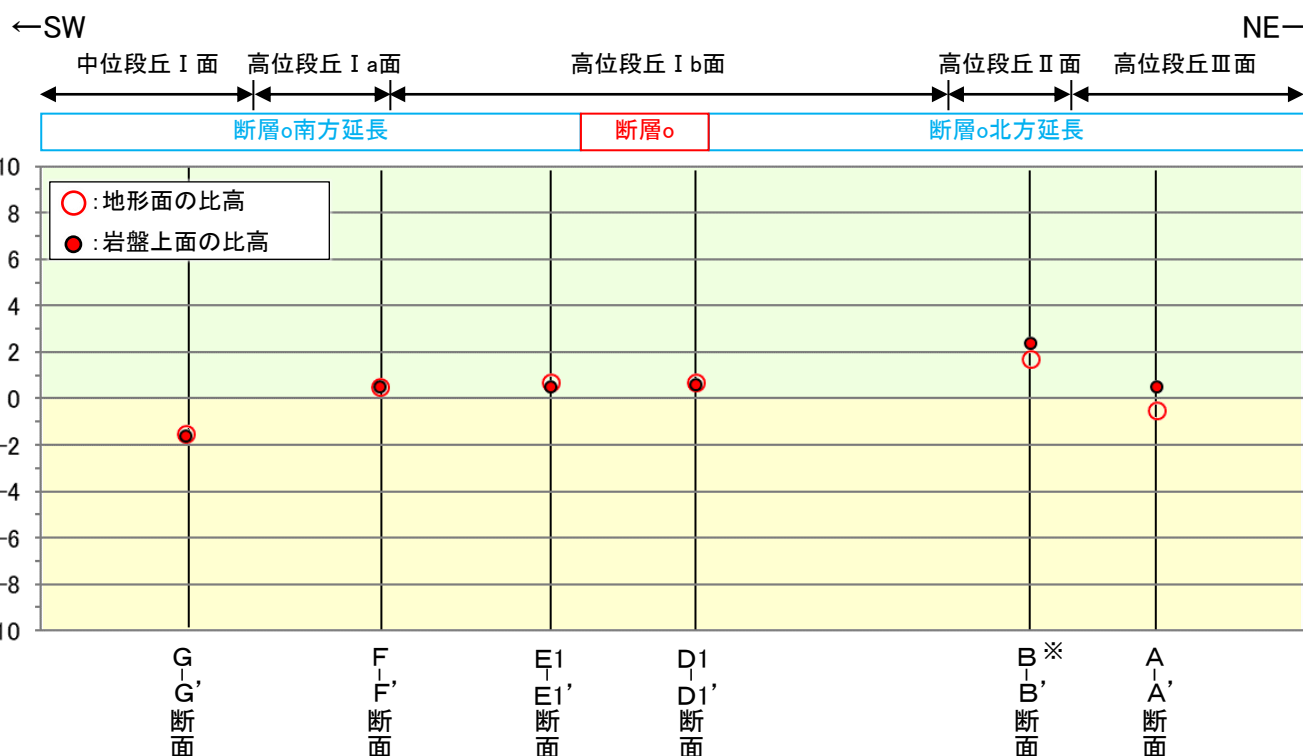 ←SW
NE—
中位段丘Ⅰ面
高位段丘Ⅰa面
高位段丘Ⅰb面
高位段丘Ⅱ面
高位段丘Ⅲ面
断層o南方延長
断層o
断層o北方延長
○:地形面の比高
●:岩盤上面の比高
10
8
6
4
2
0
-2
-4
-6
-8
10
G-G’断面
F-F’断面
E1-E1’断面
D1-D1’断面
B-B’断面※
A-A’断面